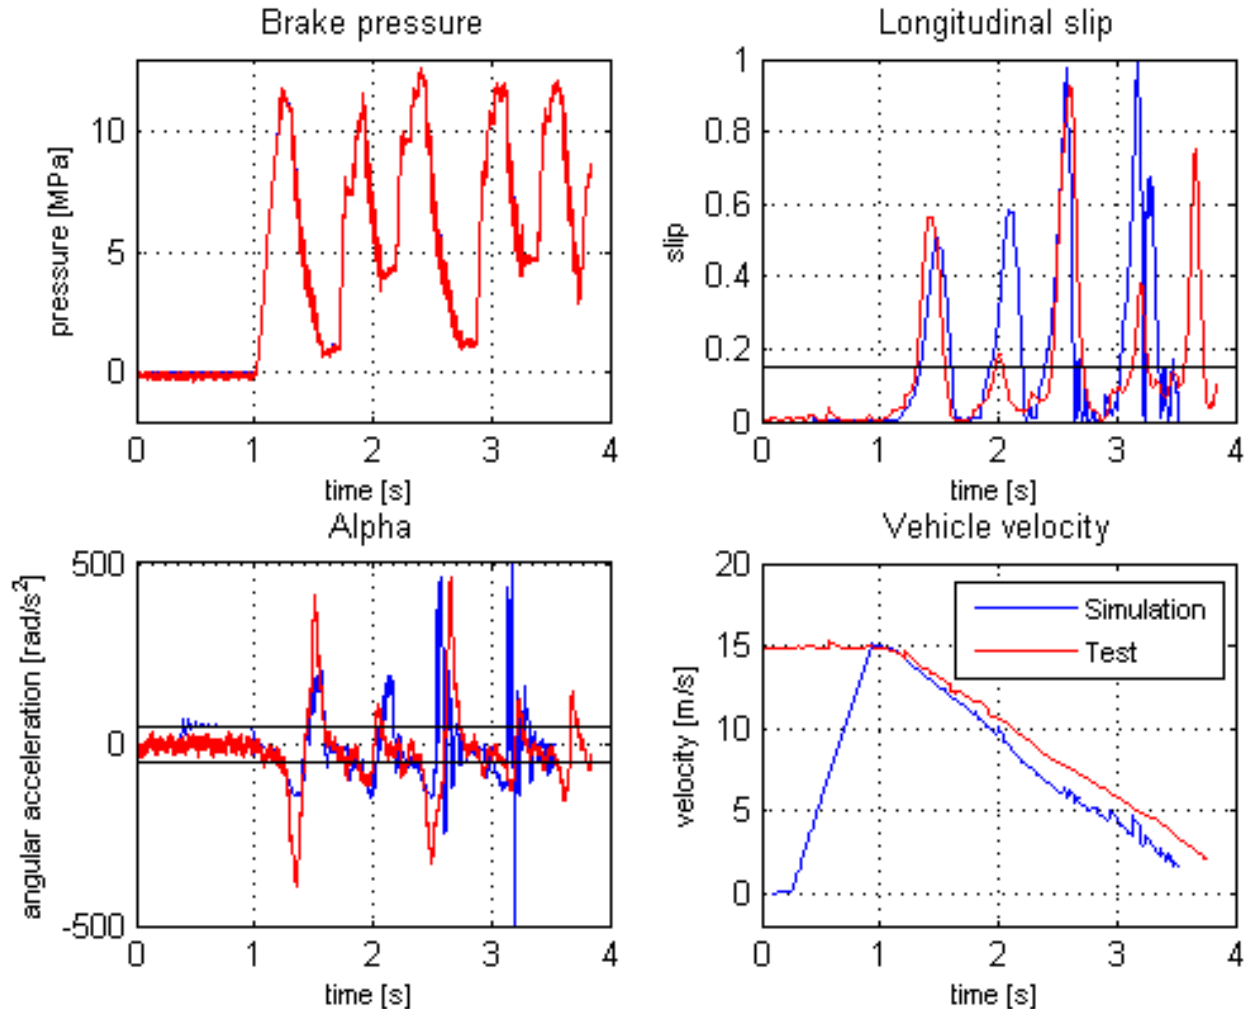 Brake pressure
pressure [MPa]
10
5
0
0 1 2 3 4
time [s]
Longitudinal slip
slip
1
0.8
0.6
0.4
0.2
0
0 1 2 3 4
time [s]
Alpha
angular acceleration [rad/s²]
500
0
-500
0 1 2 3 4
time [s]
Vehicle velocity
velocity [m/s]
20
15
10
5
0
Simulation
Test
0 1 2 3 4
time [s]